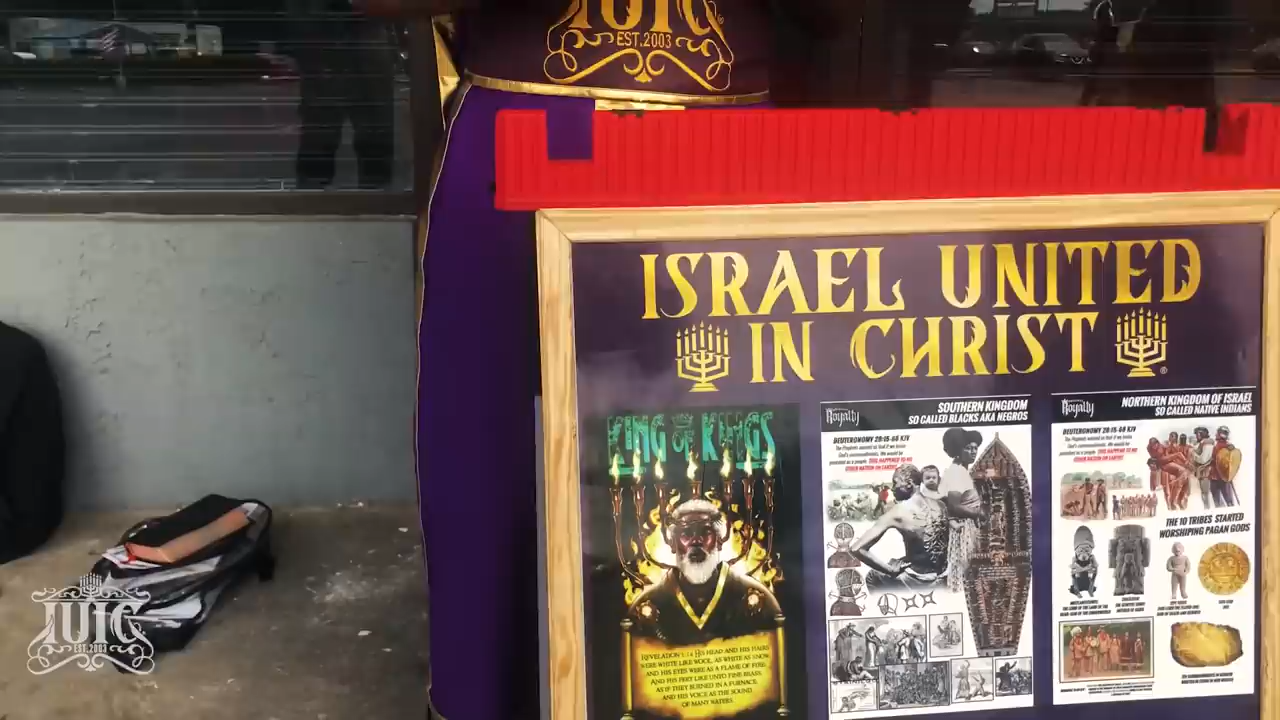 IUIC
EST.2003
ISRAEL UNITED
IN CHRIST
KING OF KINGS
REVELATION 1:14 HIS HEAD AND HIS HAIRS
WERE WHITE LIKE WOOL, AS WHITE AS SNOW
AND HIS EYES WERE AS A FLAME OF FIRE;
AND HIS FEET LIKE UNTO FINE BRASS,
AS IF THEY BURNED IN A FURNACE;
AND HIS VOICE AS THE SOUND
OF MANY WATERS.
Royalty
SOUTHERN KINGDOM
SO CALLED BLACKS AKA NEGROS
DEUTERONOMY 28:15-68 KJV
Royalty
NORTHERN KINGDOM OF ISRAEL
SO CALLED NATIVE INDIANS
DEUTERONOMY 28:15-68 KJV
THE 10 TRIBES STARTED
WORSHIPING PAGAN GODS
IUIC
EST.2003